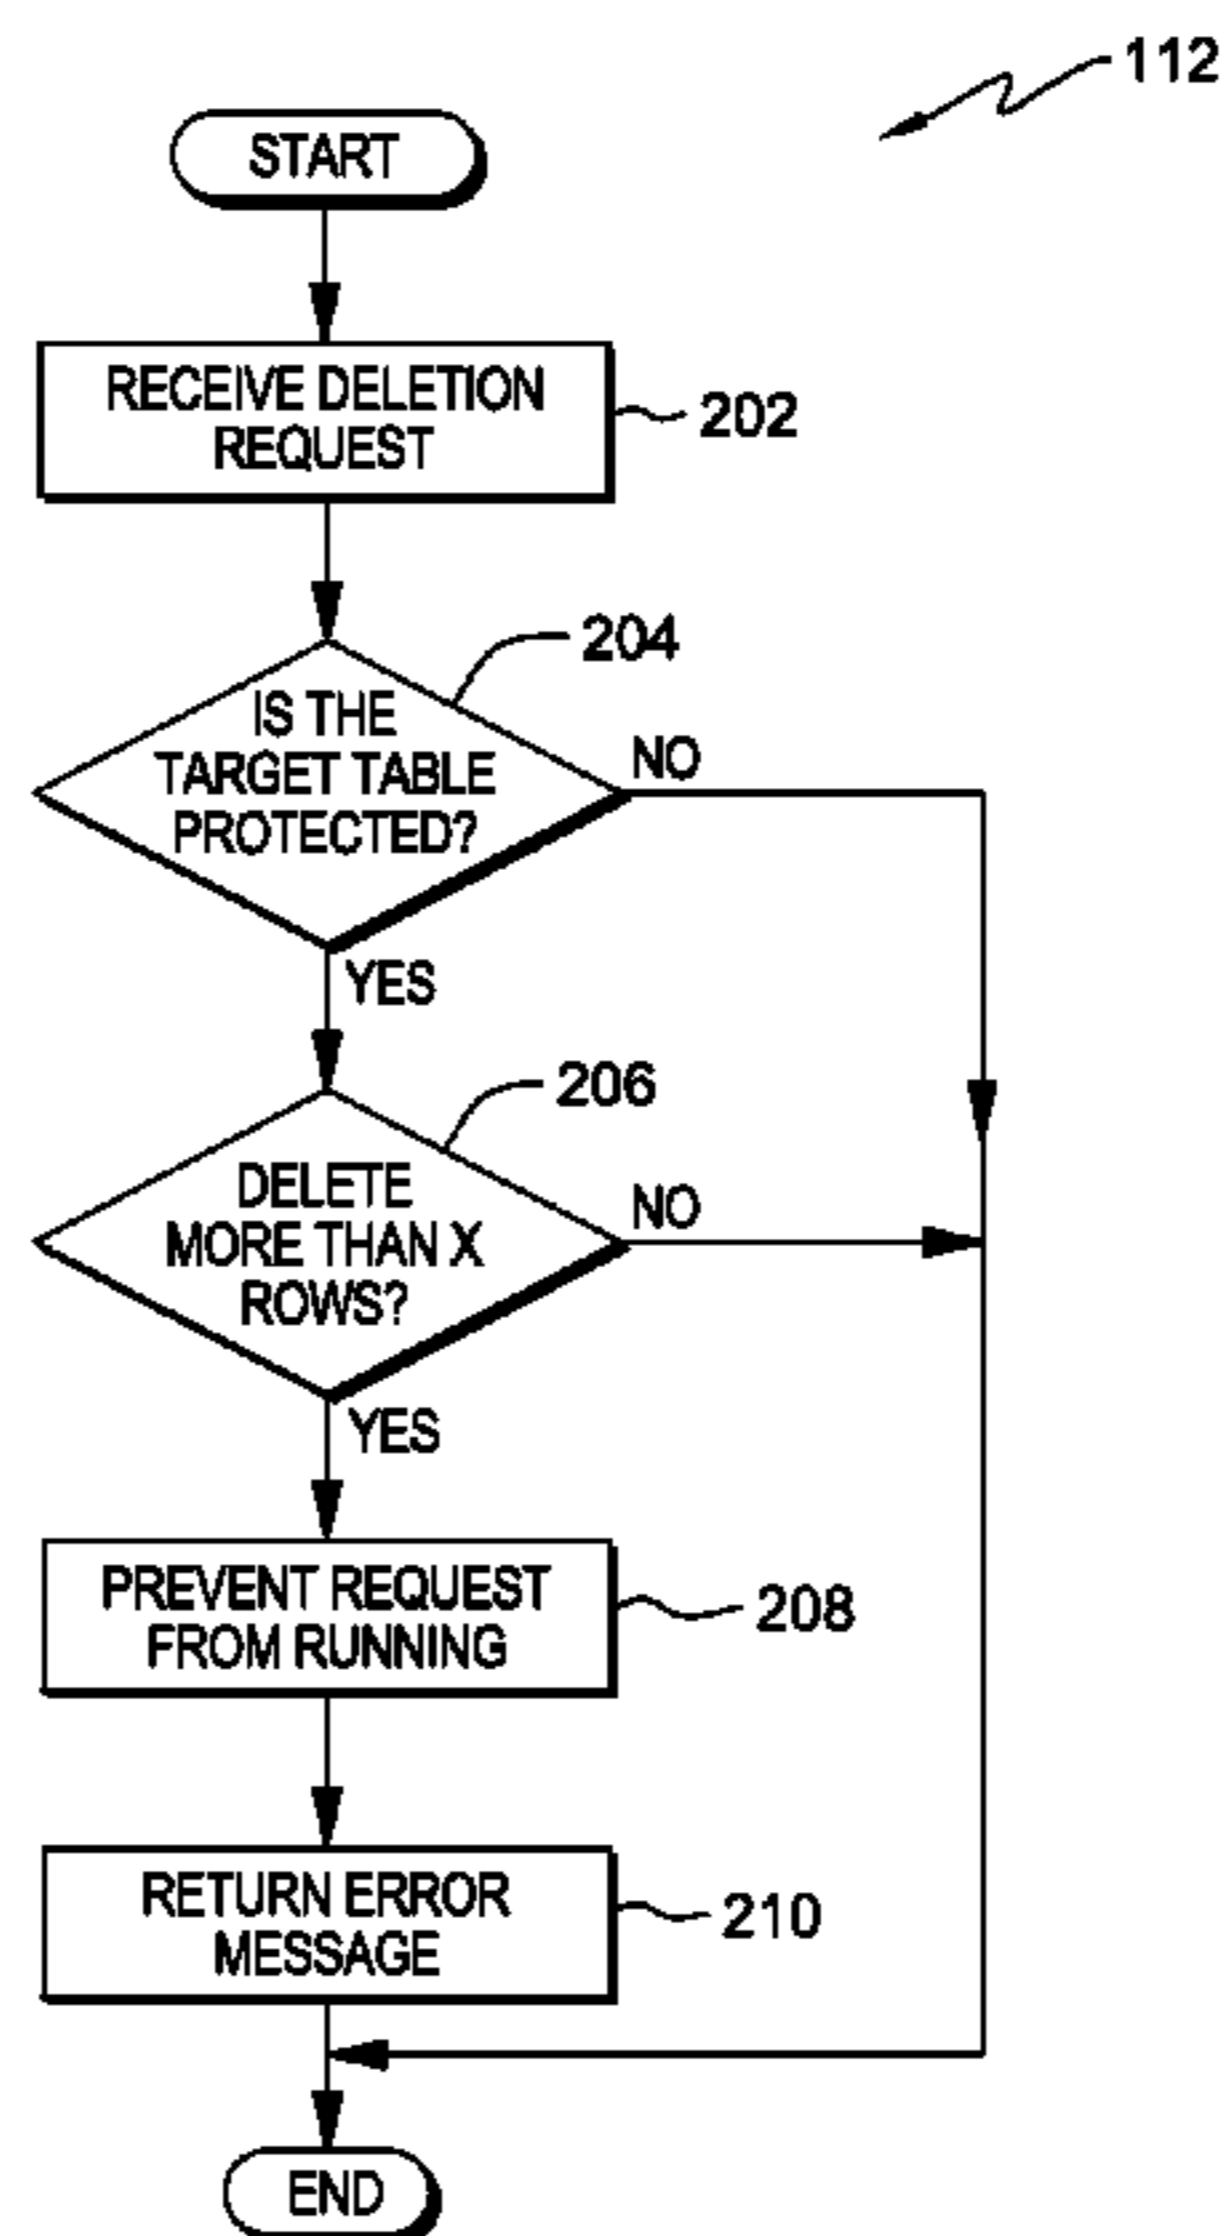 112
START
RECEIVE DELETION
REQUEST
202
204
IS THE
TARGET TABLE
PROTECTED?
NO
YES
206
DELETE
MORE THAN X
ROWS?
NO
YES
PREVENT REQUEST
FROM RUNNING
208
RETURN ERROR
MESSAGE
210
END